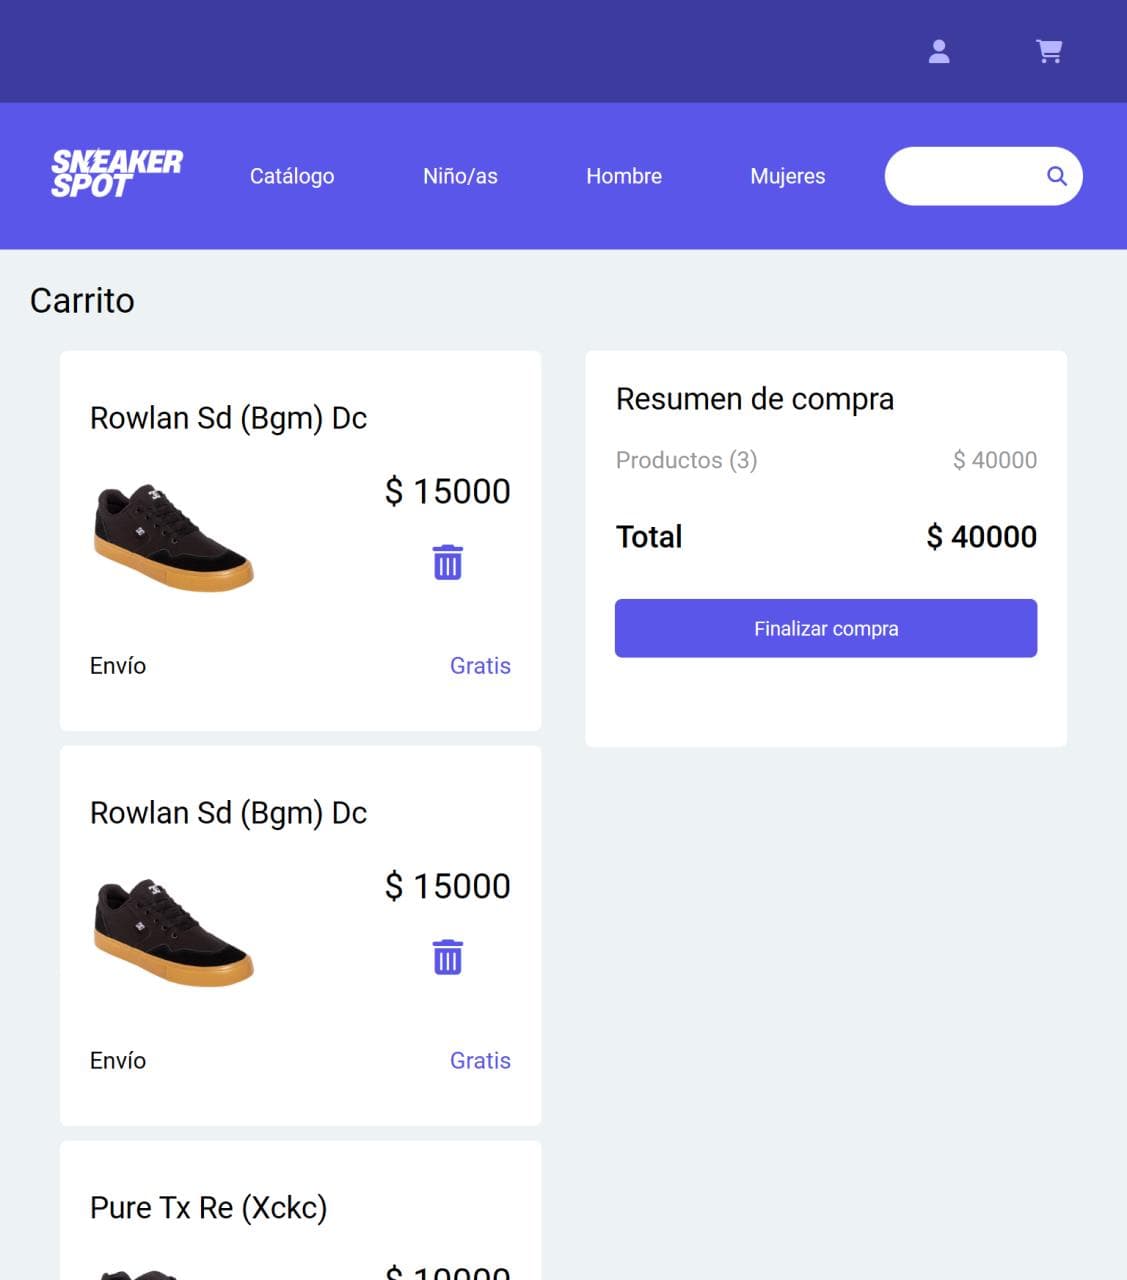 SNEAKER
SPOT
Catálogo
Niño/as
Hombre
Mujeres
Carrito
Rowlan Sd (Bgm) Dc
$ 15000
Envío
Gratis
Rowlan Sd (Bgm) Dc
$ 15000
Envío
Gratis
Pure Tx Re (Xckc)
$ 10000
Resumen de compra
Productos (3)
$ 40000
Total
$ 40000
Finalizar compra